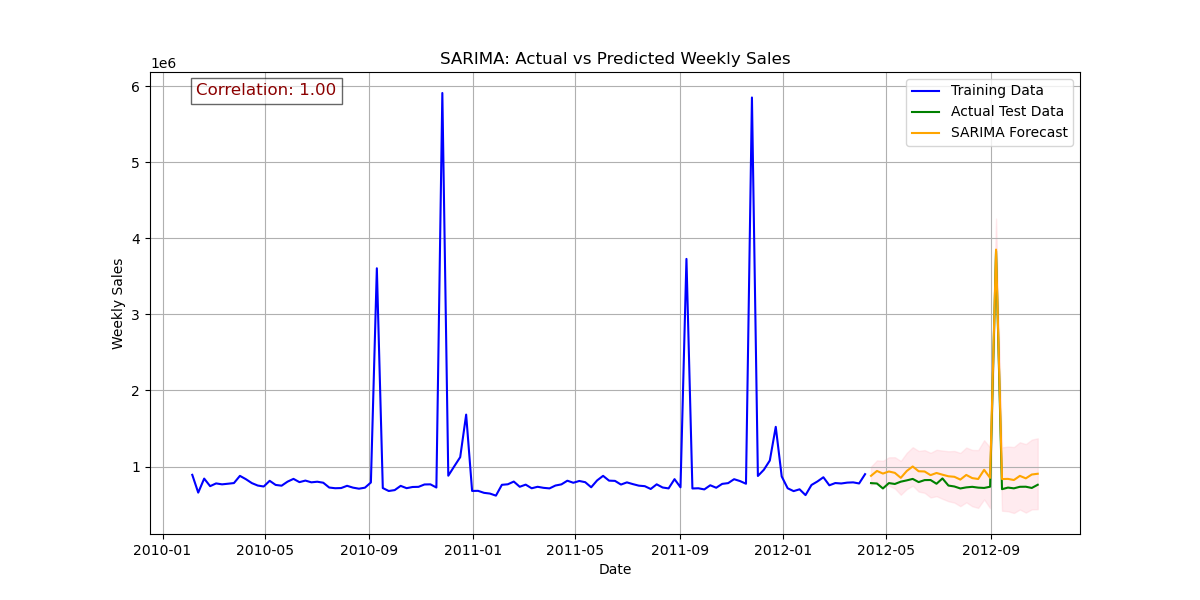 SARIMA: Actual vs Predicted Weekly Sales
1e6
Correlation: 1.00
Training Data
Actual Test Data
SARIMA Forecast
6
5
4
3
2
1
Weekly Sales
2010-01 2010-05 2010-09 2011-01 2011-05 2011-09 2012-01 2012-05 2012-09
Date